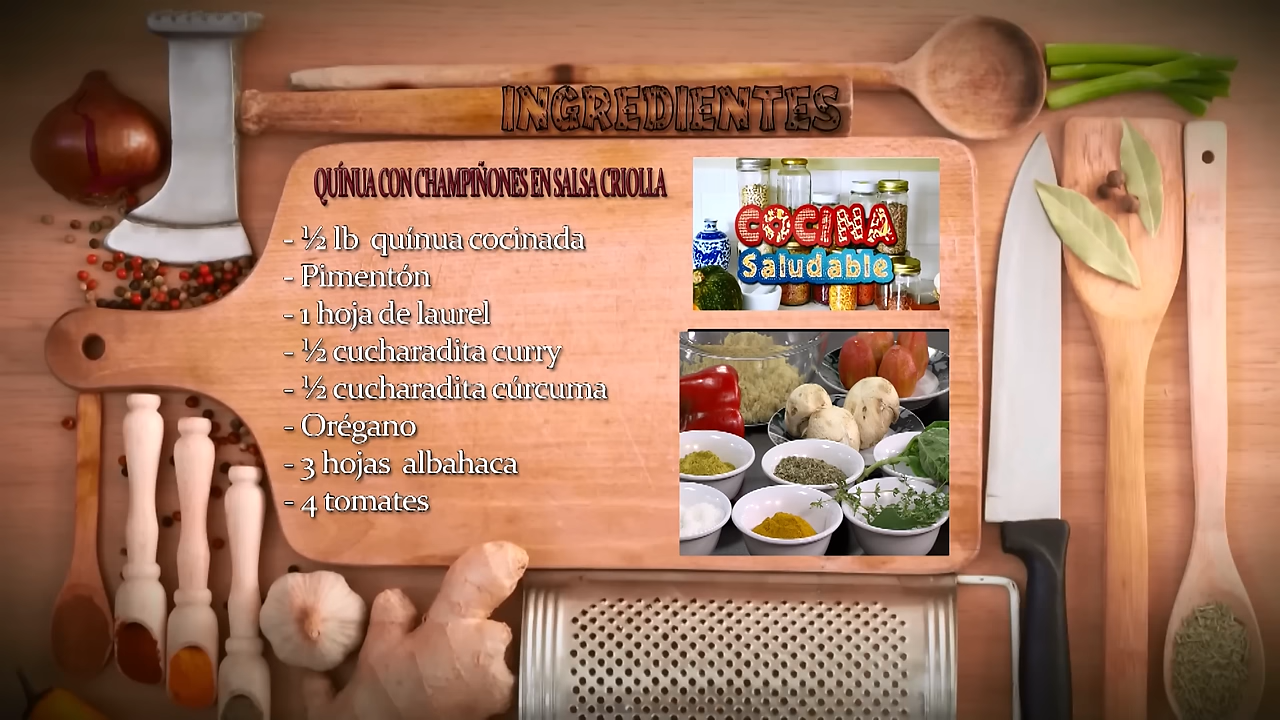 INGREDIENTES
QUÍNUA CON CHAMPIÑONES EN SALSA CRIOLLA
- ½ lb quínua cocinada
- Pimentón
- 1 hoja de laurel
- ½ cucharadita curry
- ½ cucharadita cúrcuma
- Orégano
- 3 hojas albahaca
- 4 tomates
COCINA
Saludable